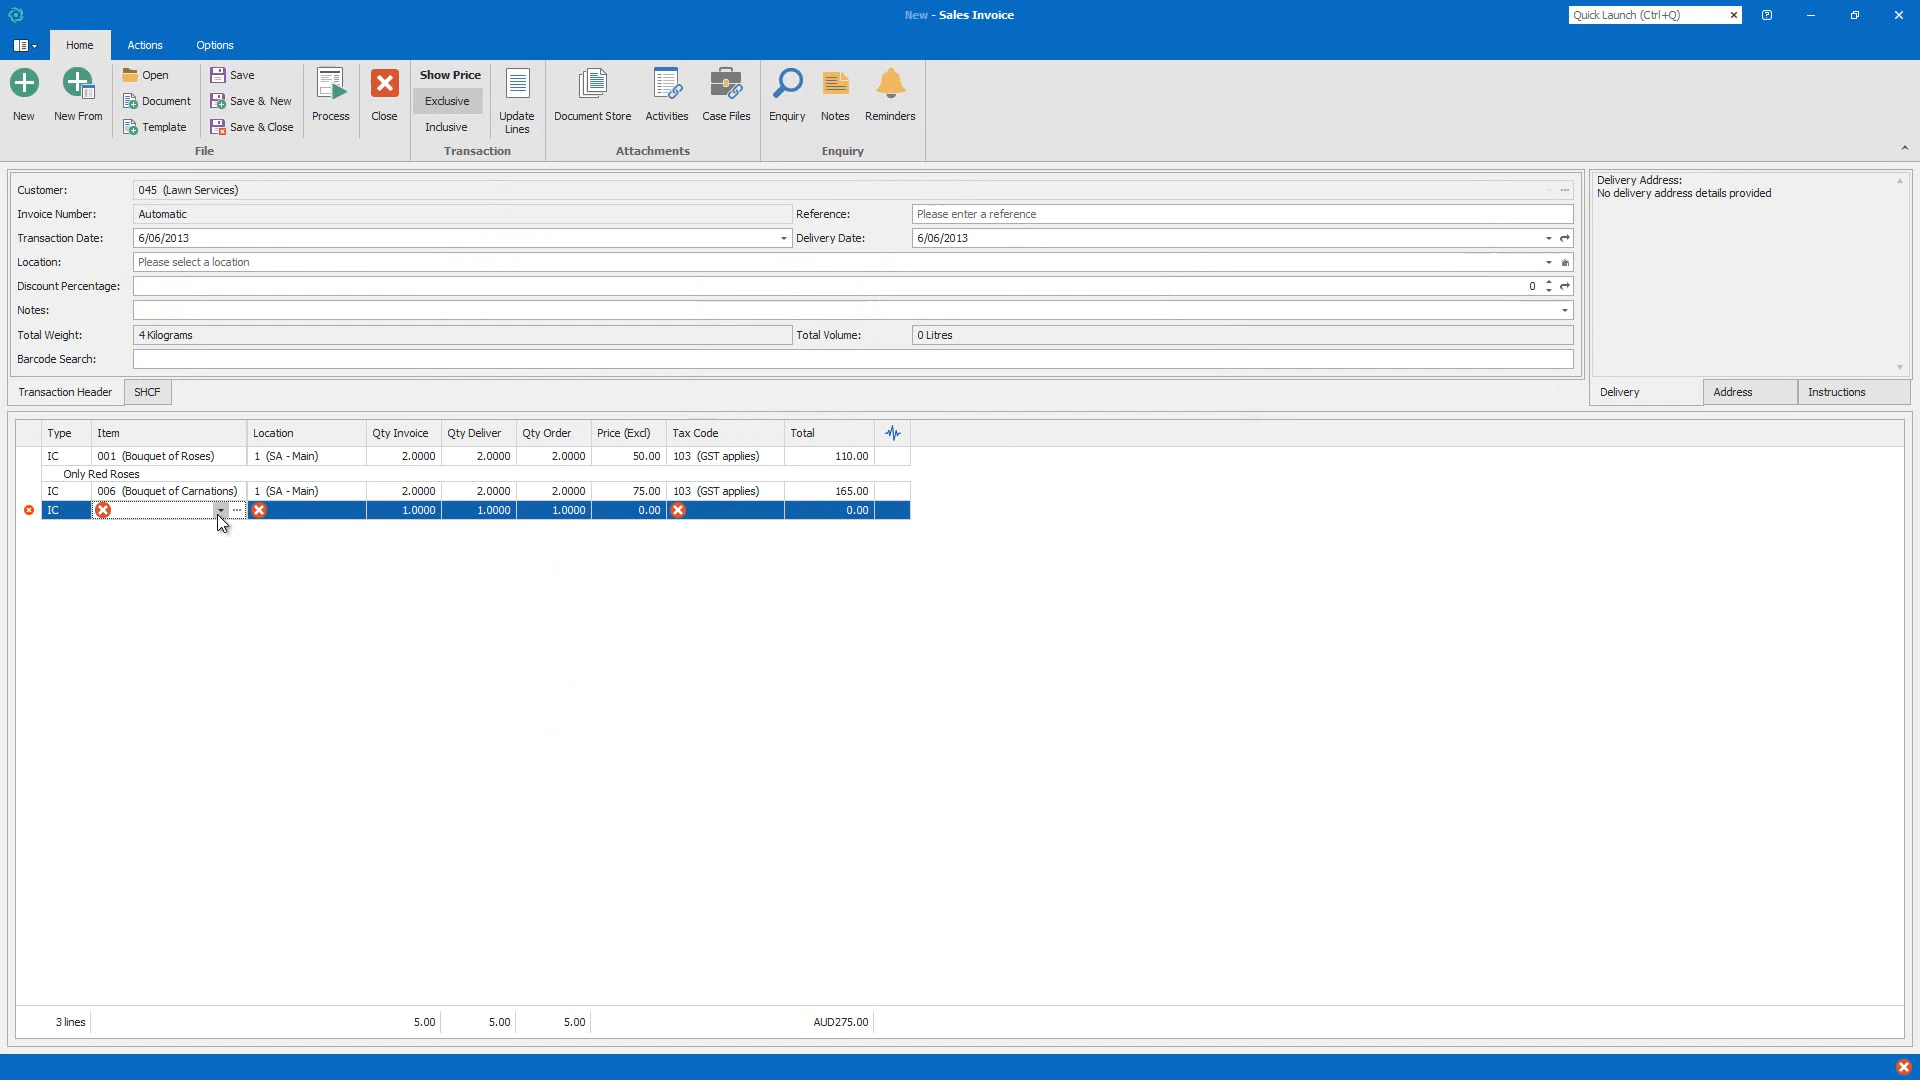 New - Sales Invoice
Quick Launch (Ctrl+Q)
Home Actions Options
New
New From
Open
Document
Template
Save
Save & New
Save & Close
Process
Close
Show Price
Exclusive
Inclusive
Update
Lines
Document Store
Activities
Case Files
Enquiry
Notes
Reminders
File
Transaction
Attachments
Enquiry
Customer: 045 (Lawn Services)
Invoice Number: Automatic Reference: Please enter a reference
Transaction Date: 6/06/2013 Delivery Date: 6/06/2013
Location: Please select a location
Discount Percentage: 0
Notes:
Total Weight: 4 Kilograms Total Volume: 0 Litres
Barcode Search:
Transaction Header SHCF
Delivery Address:
No delivery address details provided
Delivery Address Instructions
Type Item Location Qty Invoice Qty Deliver Qty Order Price (Excl) Tax Code Total
IC 001 (Bouquet of Roses) 1 (SA - Main) 2.0000 2.0000 2.0000 50.00 103 (GST applies) 110.00
Only Red Roses
IC 006 (Bouquet of Carnations) 1 (SA - Main) 2.0000 2.0000 2.0000 75.00 103 (GST applies) 165.00
IC 1.0000 1.0000 1.0000 0.00 0.00
3 lines 5.00 5.00 5.00 AUD275.00